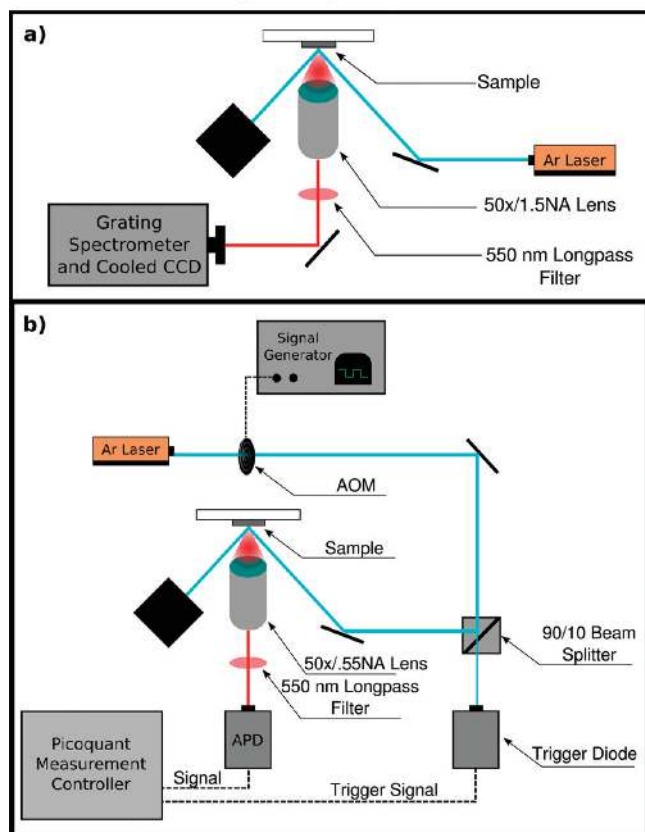 a)
Sample
Ar Laser
50x/1.5NA Lens
Grating
Spectrometer
and Cooled CCD
550 nm Longpass
Filter
b)
Signal
Generator
Ar Laser
AOM
Sample
90/10 Beam
Splitter
50x/.55NA Lens
550 nm Longpass
Filter
Picoquant
Measurement
Controller
APD
Trigger Diode
Signal
Trigger Signal